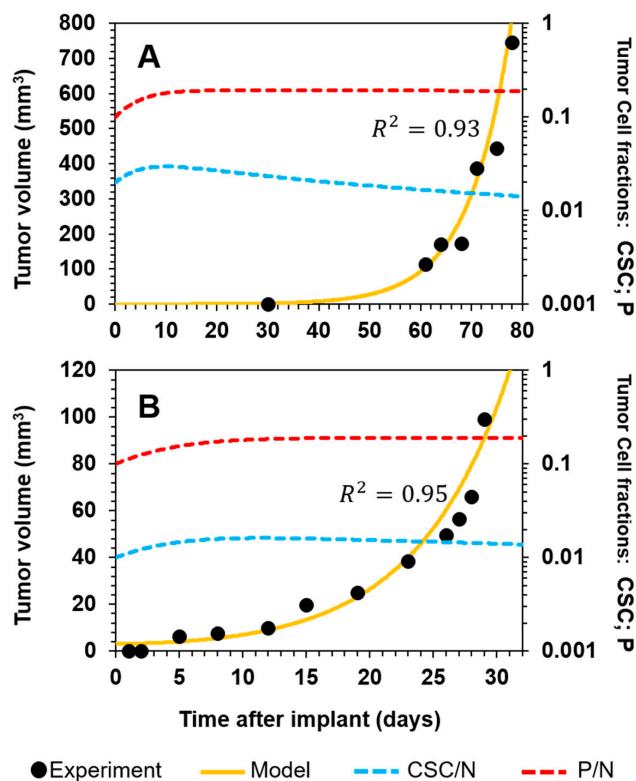 800
700
600
500
400
300
200
100
0
Tumor volume (mm³)
A
R² = 0.93
1
0.1
0.01
0.001
Tumor Cell fractions: CSC; P
0 10 20 30 40 50 60 70 80
120
100
80
60
40
20
0
Tumor volume (mm³)
B
R² = 0.95
1
0.1
0.01
0.001
Tumor Cell fractions: CSC; P
0 5 10 15 20 25 30
Time after implant (days)
Experiment Model CSC/N P/N